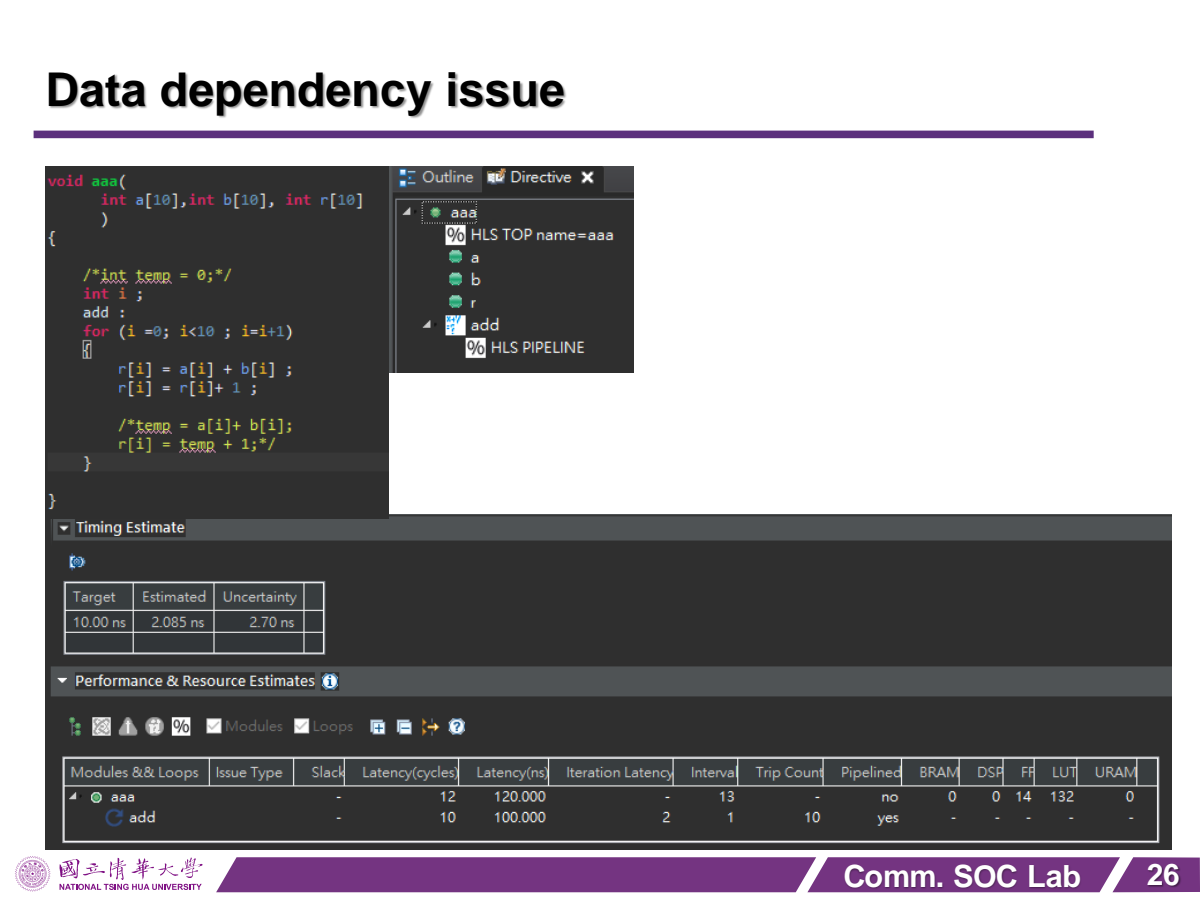 Data dependency issue
void aaa(
int a[10],int b[10], int r[10]
)
{
/*int temp = 0;*/
int i ;
add :
for (i =0; i<10 ; i=i+1)
{
r[i] = a[i] + b[i] ;
r[i] = r[i]+ 1 ;
/*temp = a[i]+ b[i];
r[i] = temp + 1;*/
}
}
Outline Directive
aaa
% HLS TOP name=aaa
a
b
r
add
% HLS PIPELINE
Timing Estimate
Target Estimated Uncertainty
10.00 ns 2.085 ns 2.70 ns
Performance & Resource Estimates
% Modules Loops
Modules && Loops Issue Type Slack Latency(cycles) Latency(ns) Iteration Latency Interval Trip Count Pipelined BRAM DSP FF LUT URAM
aaa - 12 120.000 - 13 - no 0 0 14 132 0
add - 10 100.000 2 1 10 yes - - - - -
國立清華大學
NATIONAL TSING HUA UNIVERSITY
Comm. SOC Lab 26